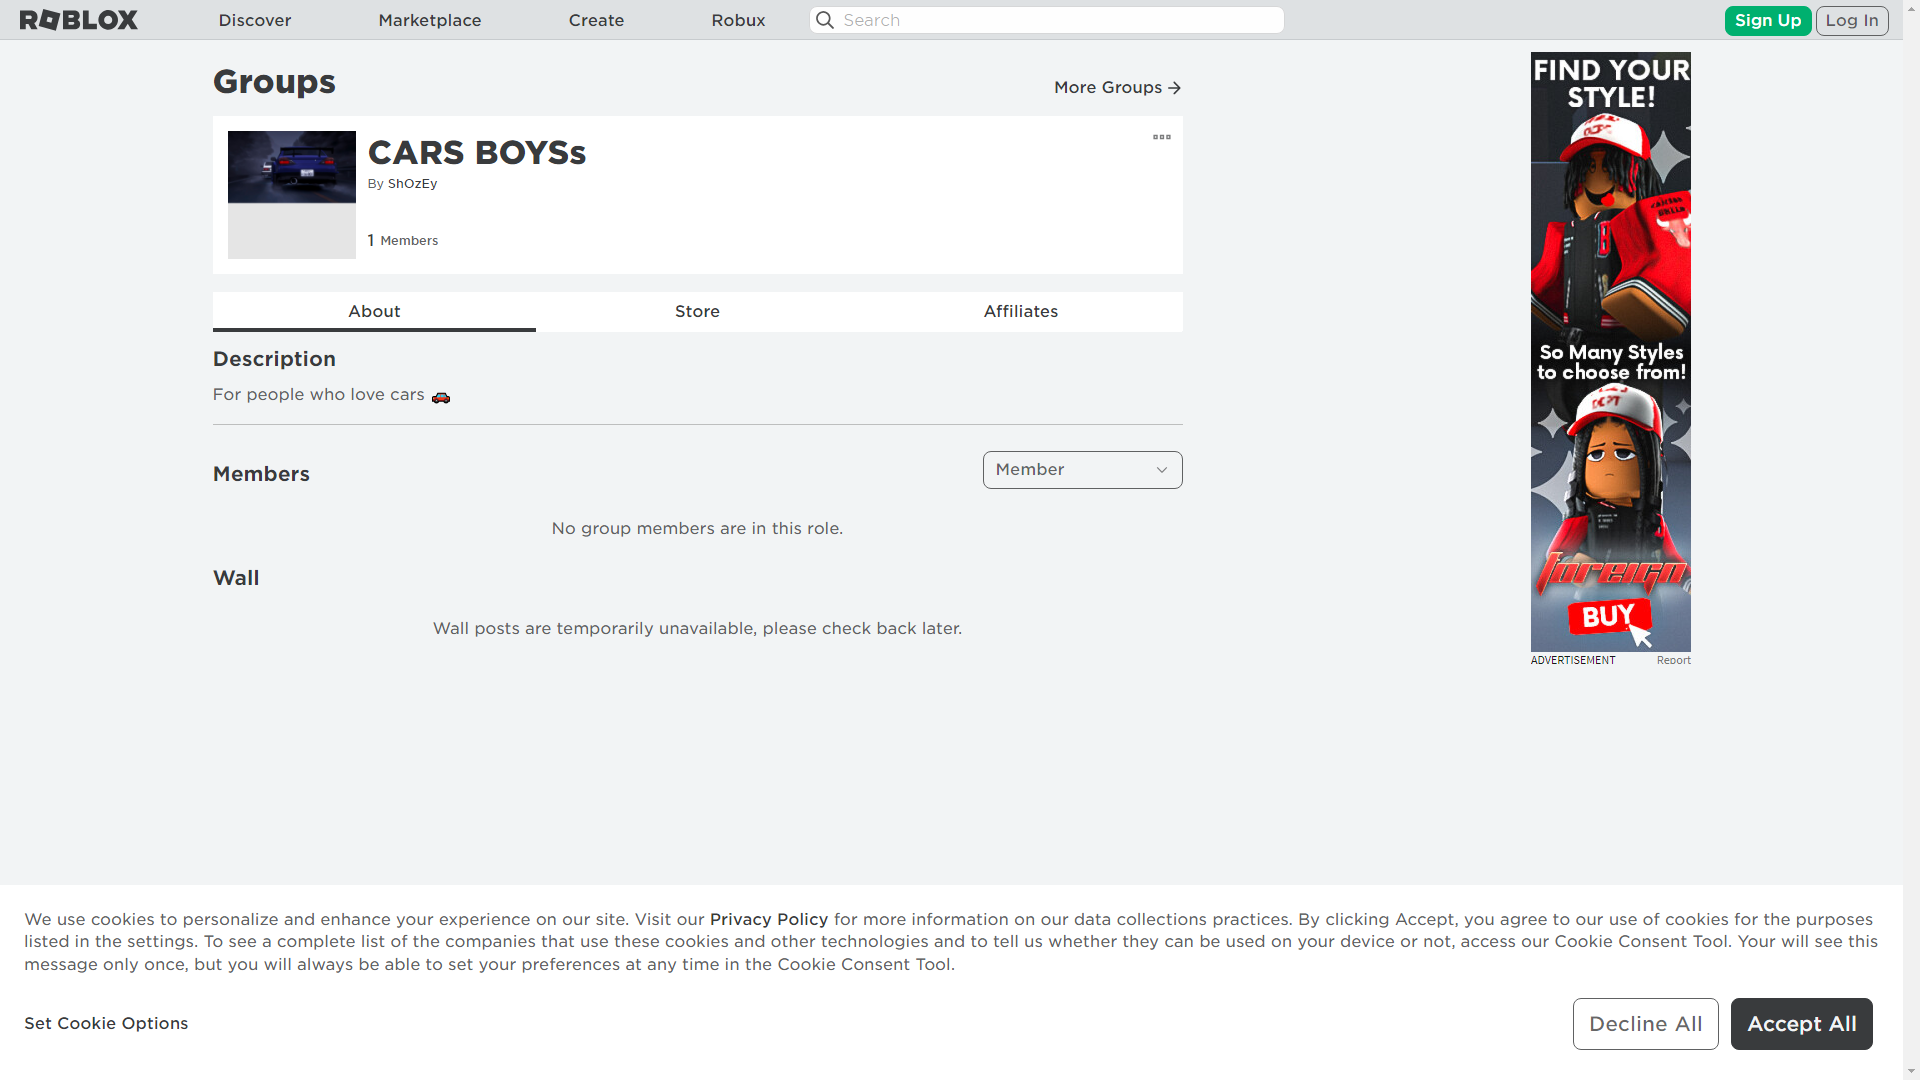 ROBLOX
Discover
Marketplace
Create
Robux
Search
Sign Up
Log In
Groups
More Groups
CARS BOYSs
By ShOzEy
1 Members
About
Store
Affiliates
Description
For people who love cars 🚗
Members
Member
No group members are in this role.
Wall
Wall posts are temporarily unavailable, please check back later.
FIND YOUR
STYLE!
So Many Styles
to choose from!
foreign
BUY
ADVERTISEMENT
Report
We use cookies to personalize and enhance your experience on our site. Visit our Privacy Policy for more information on our data collections practices. By clicking Accept, you agree to our use of cookies for the purposes
listed in the settings. To see a complete list of the companies that use these cookies and other technologies and to tell us whether they can be used on your device or not, access our Cookie Consent Tool. Your will see this
message only once, but you will always be able to set your preferences at any time in the Cookie Consent Tool.
Set Cookie Options
Decline All
Accept All